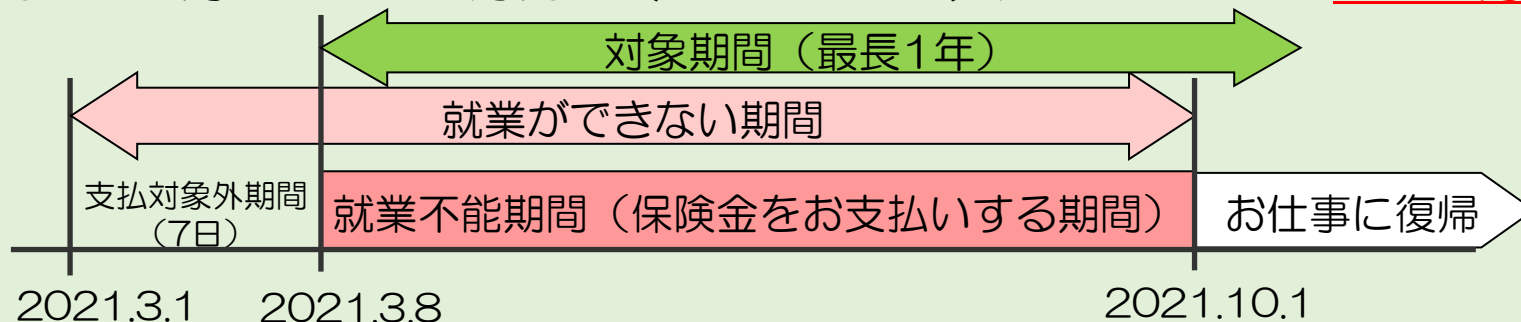 対象期間（最長1年）
就業ができない期間
支払対象外期間
（7日）
就業不能期間（保険金をお支払いする期間）
お仕事に復帰
2021.3.1
2021.3.8
2021.10.1